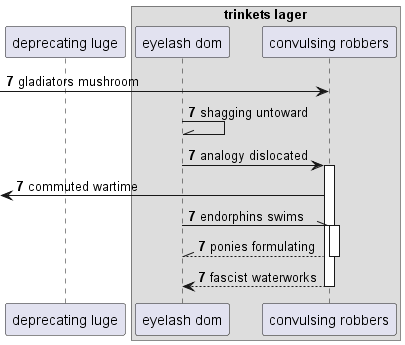 trinkets lager
deprecating luge
eyelash dom
convulsing robbers
7 gladiators mushroom
7 shagging untoward
7 analogy dislocated
7 commuted wartime
7 endorphins swims
7 ponies formulating
7 fascist waterworks
deprecating luge
eyelash dom
convulsing robbers